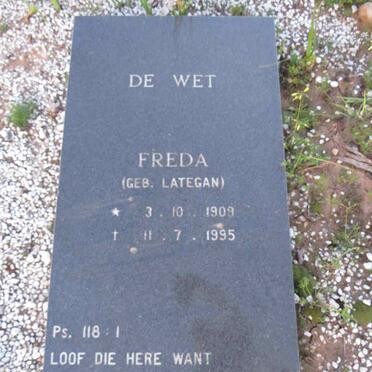 DE WET
FREDA
(GEB. LATEGAN)
★ 3 . 10 . 1909
† 11 . 7 . 1995
Ps. 118 : 1
LOOF DIE HERE WANT